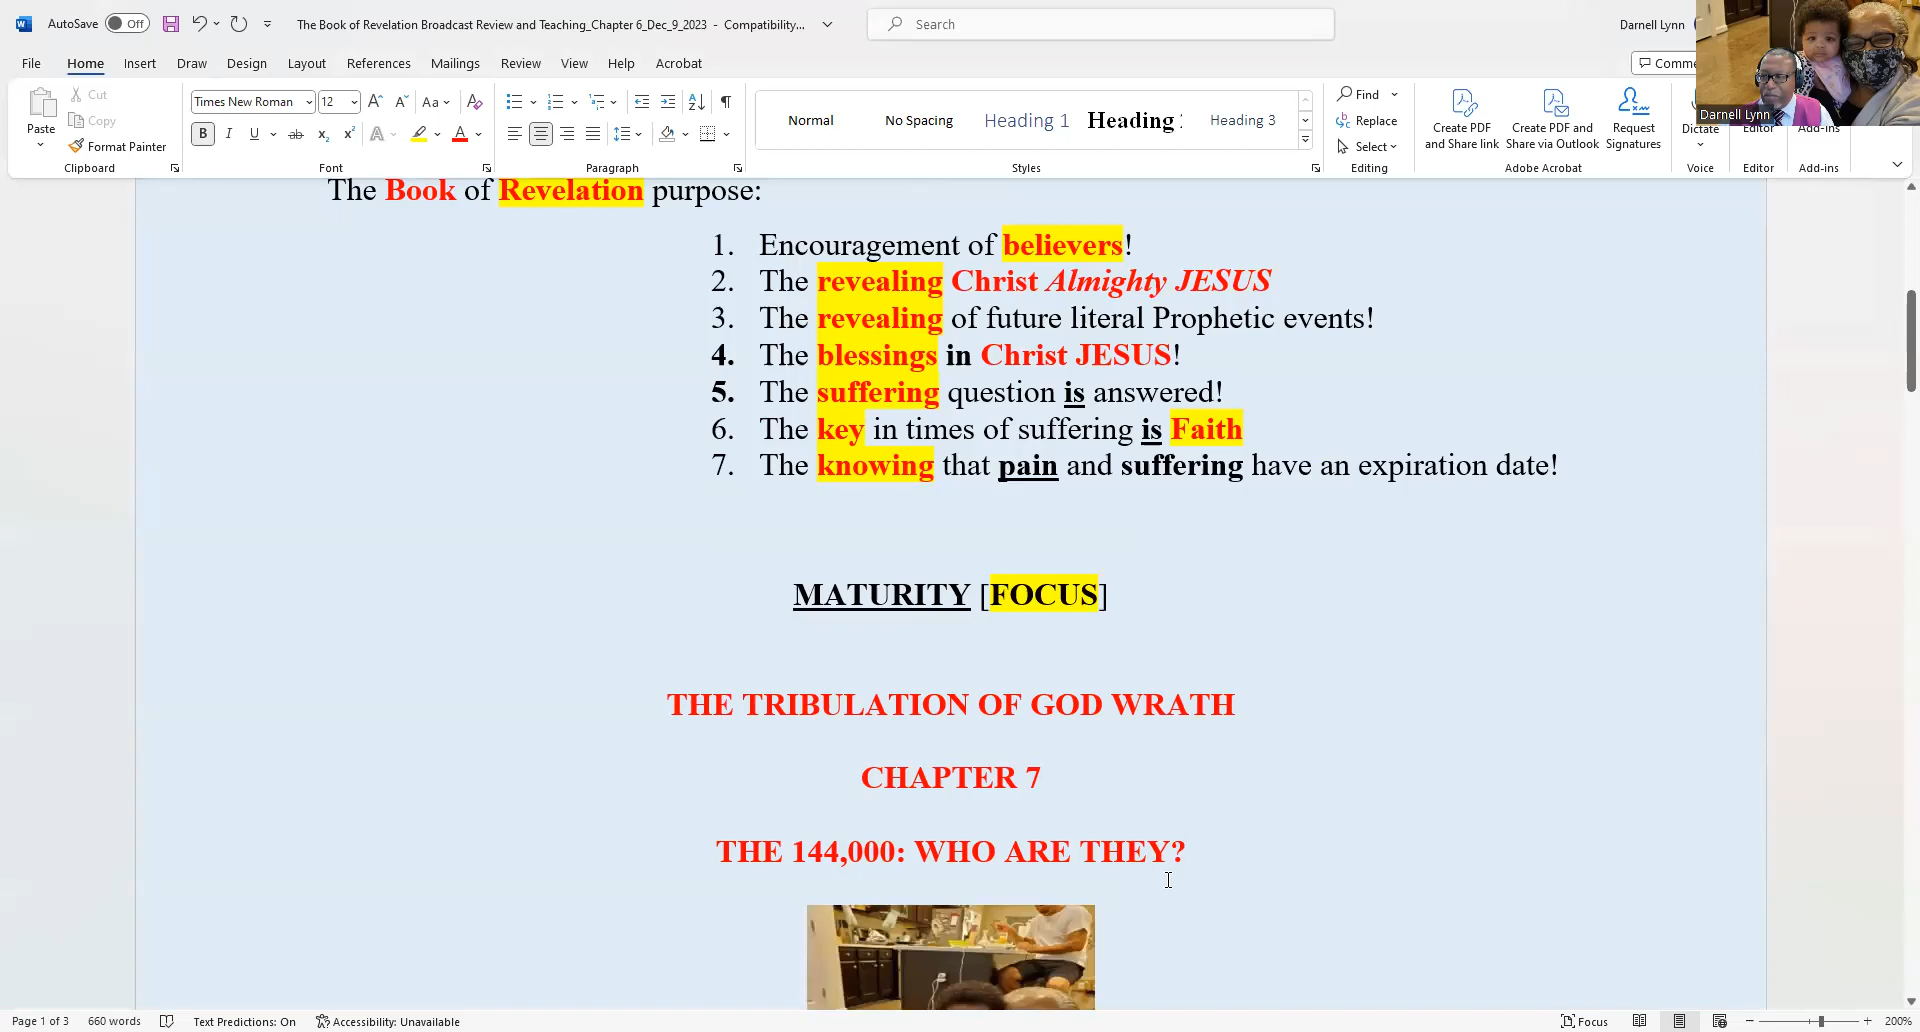 AutoSave Off The Book of Revelation Broadcast Review and Teaching_Chapter 6_Dec_9_2023 - Compatibility... Search Darnell Lynn
File Home Insert Draw Design Layout References Mailings Review View Help Acrobat
Paste Cut Copy Format Painter Clipboard
Times New Roman 12 Font
Paragraph
Normal No Spacing Heading 1 Heading Heading 3 Styles
Find Replace Select Editing
Create PDF and Share link Create PDF and Share via Outlook Request Signatures Adobe Acrobat
Dictate Voice Editor Editor Add-ins Add-ins
Darnell Lynn
The Book of Revelation purpose:
1. Encouragement of believers!
2. The revealing Christ Almighty JESUS
3. The revealing of future literal Prophetic events!
4. The blessings in Christ JESUS!
5. The suffering question is answered!
6. The key in times of suffering is Faith
7. The knowing that pain and suffering have an expiration date!
MATURITY [FOCUS]
THE TRIBULATION OF GOD WRATH
CHAPTER 7
THE 144,000: WHO ARE THEY?
Page 1 of 3 660 words Text Predictions: On Accessibility: Unavailable Focus 200%